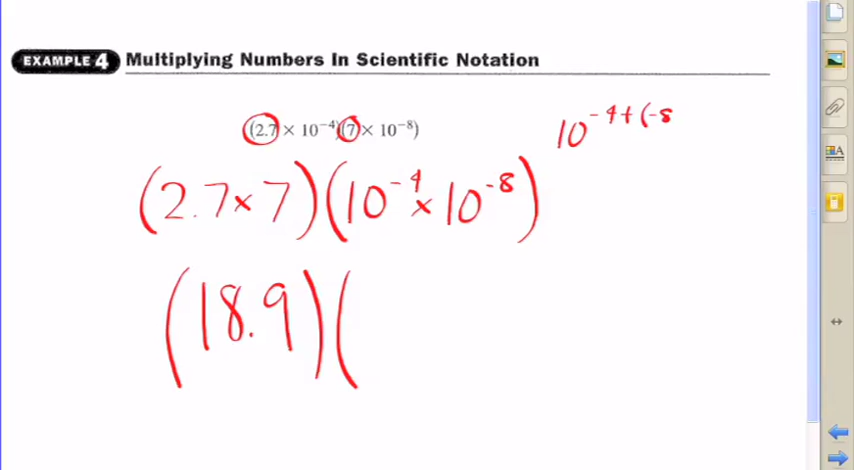 EXAMPLE 4 Multiplying Numbers In Scientific Notation
(2.7 × 10⁻⁴)(7 × 10⁻⁸)
10⁻⁴⁺⁽⁻⁸
(2.7 × 7)(10⁻⁴ × 10⁻⁸)
(18.9)(